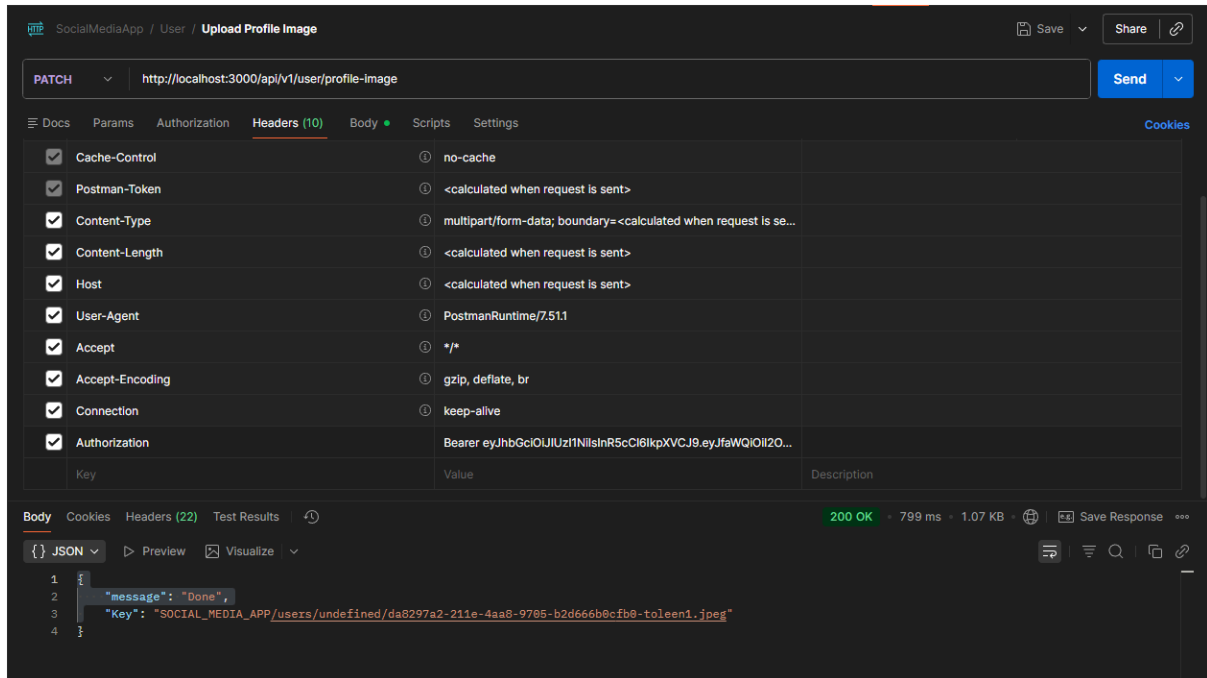 HTTP SocialMediaApp / User / Upload Profile Image Save Share
PATCH http://localhost:3000/api/v1/user/profile-image Send
Docs Params Authorization Headers (10) Body Scripts Settings Cookies
Cache-Control no-cache
Postman-Token <calculated when request is sent>
Content-Type multipart/form-data; boundary=<calculated when request is se...
Content-Length <calculated when request is sent>
Host <calculated when request is sent>
User-Agent PostmanRuntime/7.51.1
Accept */*
Accept-Encoding gzip, deflate, br
Connection keep-alive
Authorization Bearer eyJhbGciOiJIUzI1NiIsInR5cCI6IkpXVCJ9.eyJfaWQiOiI2O...
Key Value Description
Body Cookies Headers (22) Test Results 200 OK 799 ms 1.07 KB e.g. Save Response
{} JSON Preview Visualize
1 {
2 "message": "Done",
3 "Key": "SOCIAL_MEDIA_APP/users/undefined/da8297a2-211e-4aa8-9705-b2d666b0cfb0-toleen1.jpeg"
4 }